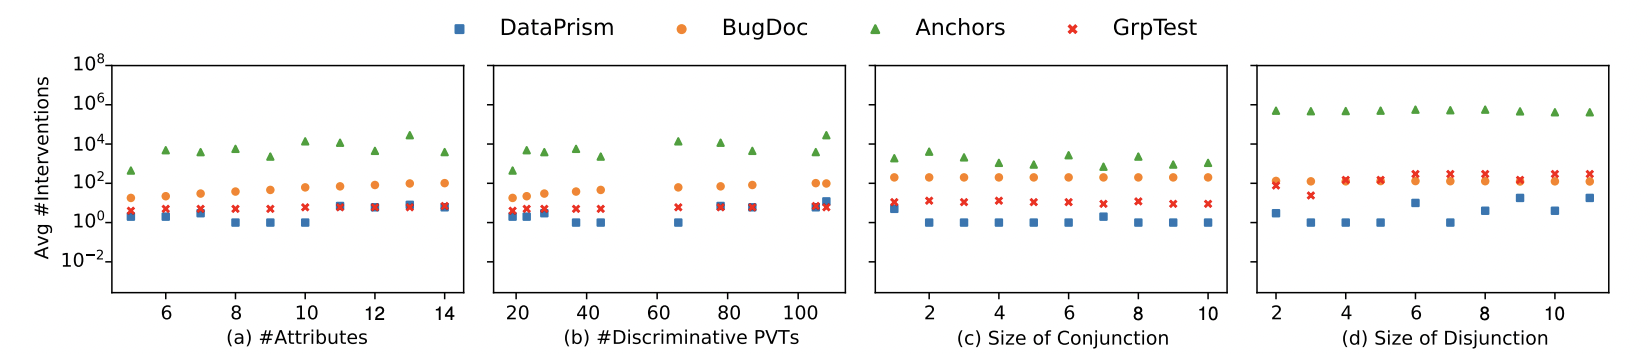 DataPrism BugDoc Anchors GrpTest
Avg #Interventions
10^8
10^6
10^4
10^2
10^0
10^−2
6 8 10 12 14
(a) #Attributes
20 40 60 80 100
(b) #Discriminative PVTs
2 4 6 8 10
(c) Size of Conjunction
2 4 6 8 10
(d) Size of Disjunction